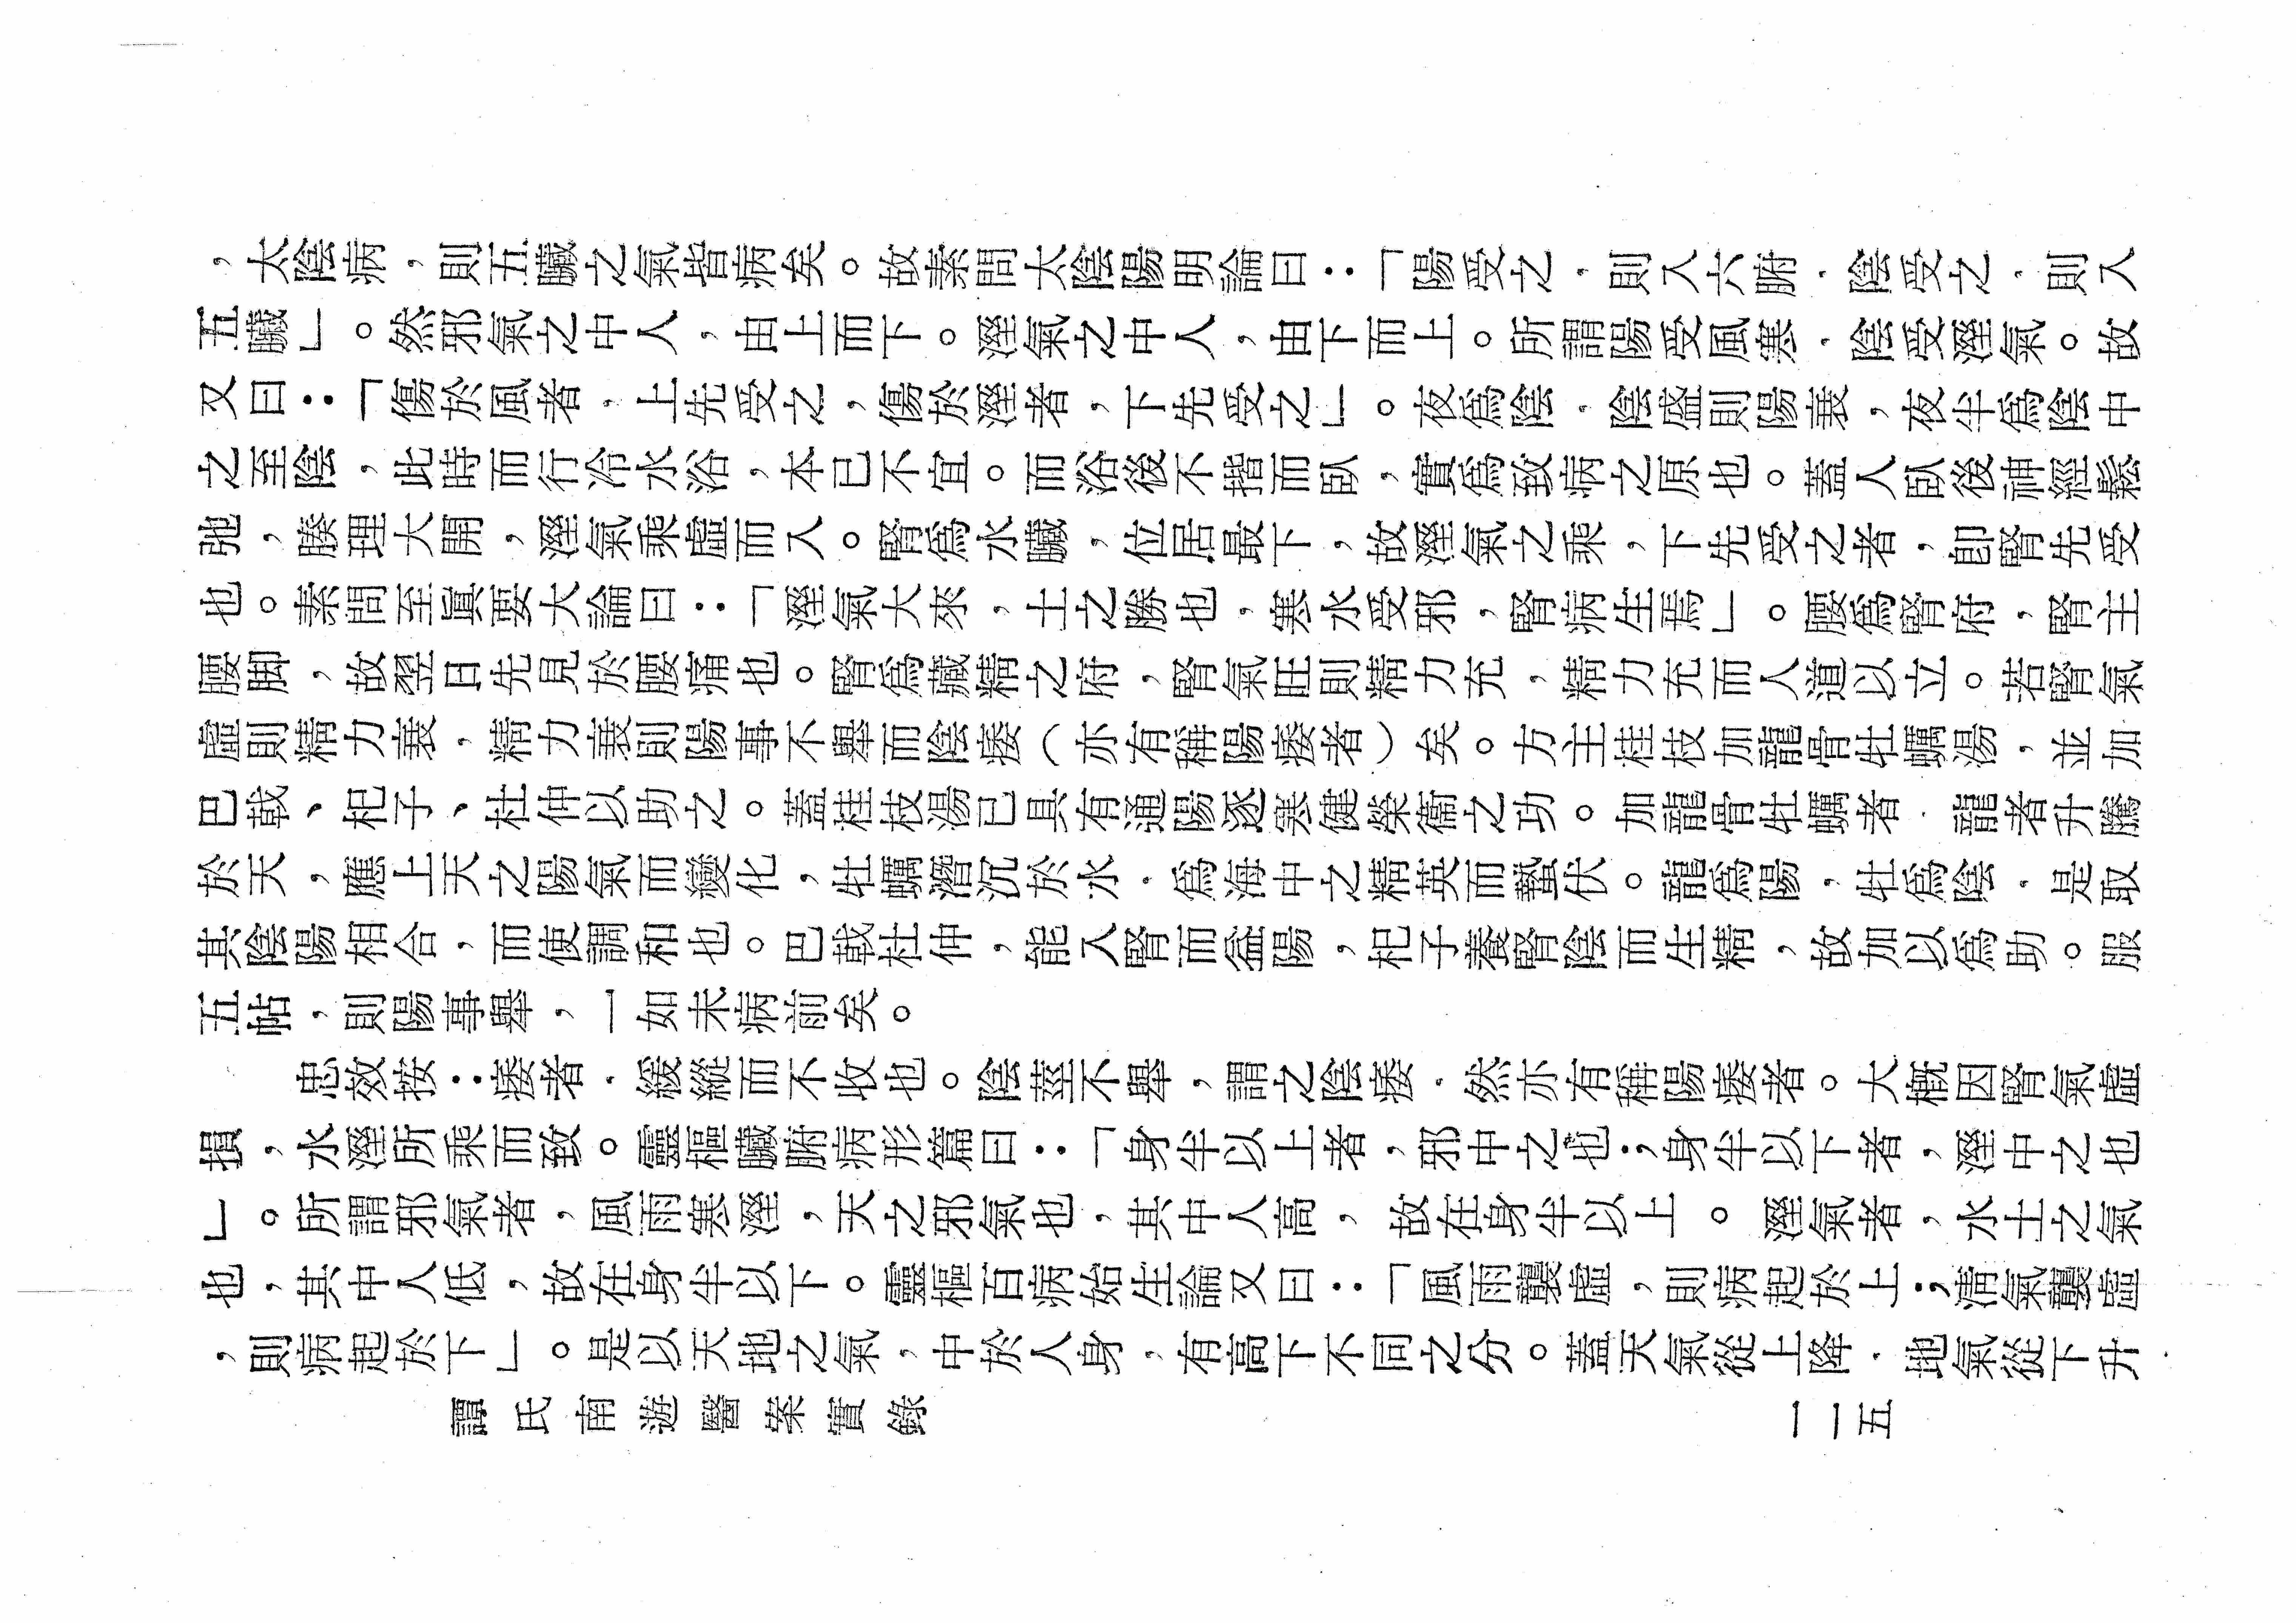 ，太陰病，則五臟之氣皆病矣。故素問太陰陽明論曰：「陽受之，則入六腑，陰受之，則入
五臟」。然邪氣之中人，由上而下。溼氣之中人，由下而上。所謂陽受風寒，陰受溼氣。故
又曰：「傷於風者，上先受之，傷於溼者，下先受之」。夜爲陰，陰盛則陽衰，夜半爲陰中
之至陰，此時而行冷水浴，本已不宜。而浴後不揩而臥，實爲致病之原也。蓋人臥後神經鬆
弛，腠理大開，溼氣乘虛而入。腎爲水臟，位居最下，故溼氣之乘，下先受之者，卽腎先受
也。素問至眞要大論曰：「溼氣大來，土之勝也，寒水受邪，腎病生焉」。腰爲腎府，腎主
腰脚，故翌日先見於腰痛也。腎爲藏精之府，腎氣旺則精力充，精力充而人道以立。若腎氣
虛則精力衰，精力衰則陽事不舉而陰痿（亦有稱陽痿者）矣。方主桂枝加龍骨牡蠣湯，並加
巴戟、杞子、杜仲以助之。蓋桂枝湯已具有通陽逐寒健榮衞之功。加龍骨牡蠣者，龍者升騰
於天，應上天之陽氣而變化，牡蠣潛沉於水，爲海中之精英而蟄伏。龍爲陽，牡爲陰，是取
其陰陽相合，而使調和也。巴戟杜仲，能入腎而益陽，杞子養腎陰而生精，故加以爲助。服
五帖，則陽事舉，一如未病前矣。
忠效按：痿者，緩縱而不收也。陰莖不舉，謂之陰痿，然亦有稱陽痿者。大概因腎氣虛
損，水溼所乘而致。靈樞臟腑病形篇曰：「身半以上者，邪中之也；身半以下者，溼中之也
」。所謂邪氣者，風雨寒溼，天之邪氣也，其中人高，故在身半以上。溼氣者，水土之氣
也，其中人低，故在身半以下。靈樞百病始生論又曰：「風雨襲虛，則病起於上；淸氣襲虛
，則病起於下」。是以天地之氣，中於人身，有高下不同之分。蓋天氣從上降，地氣從下升
譚氏南遊醫案實錄
一一五